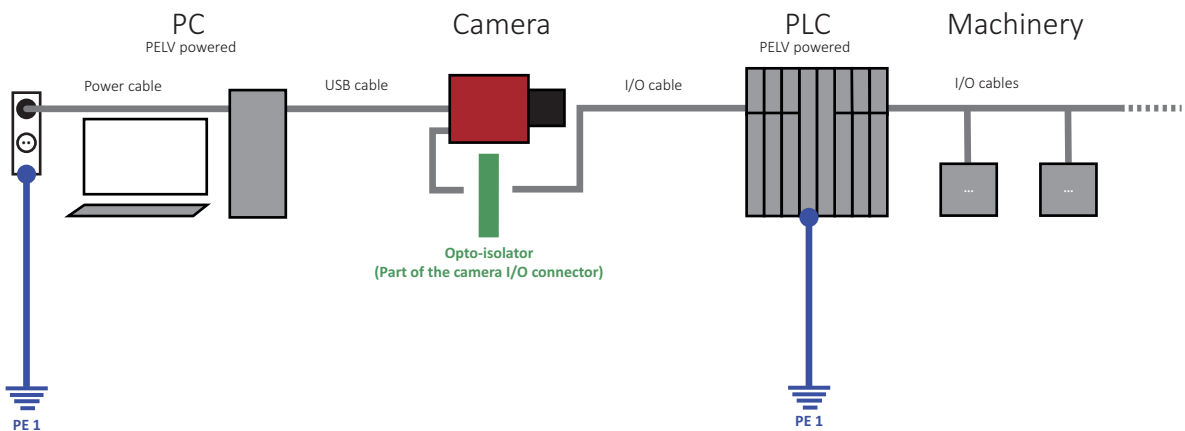 PC
PELV powered
Camera
PLC
PELV powered
Machinery
Power cable
USB cable
I/O cable
I/O cables
...
...
Opto-isolator
(Part of the camera I/O connector)
PE 1
PE 1